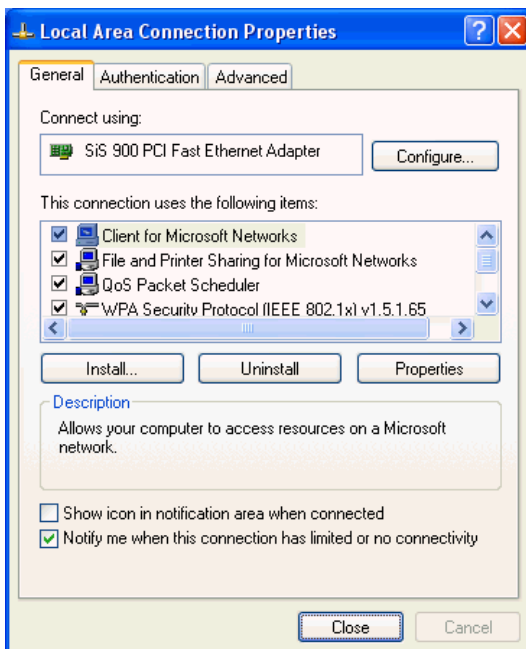 Local Area Connection Properties
General Authentication Advanced
Connect using:
SiS 900 PCI Fast Ethernet Adapter Configure...
This connection uses the following items:
Client for Microsoft Networks
File and Printer Sharing for Microsoft Networks
QoS Packet Scheduler
WPA Security Protocol (IEEE 802.1x) v1.5.1.65
Install... Uninstall Properties
Description
Allows your computer to access resources on a Microsoft
network.
Show icon in notification area when connected
Notify me when this connection has limited or no connectivity
Close Cancel